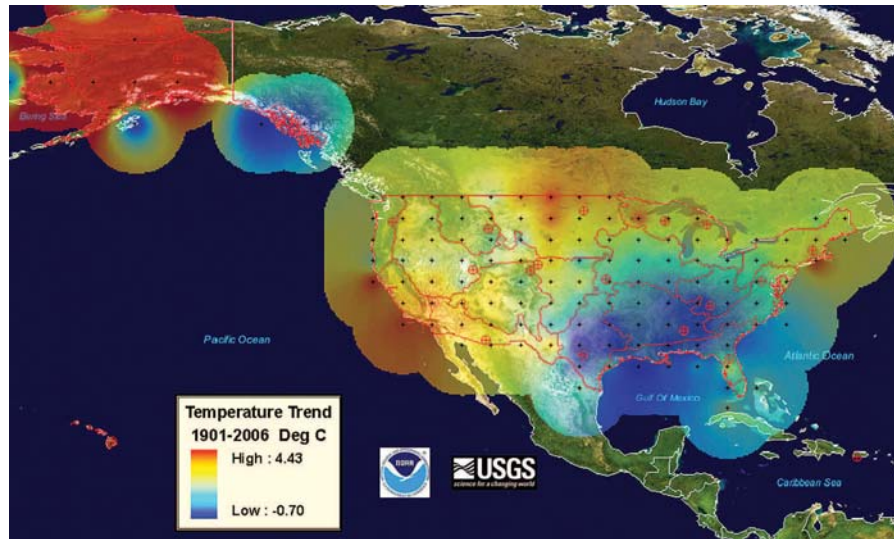 Bering Sea
Hudson Bay
Pacific Ocean
Atlantic Ocean
Gulf Of Mexico
Caribbean Sea
Temperature Trend
1901-2006 Deg C
High : 4.43
Low : -0.70
NOAA
USGS
science for a changing world